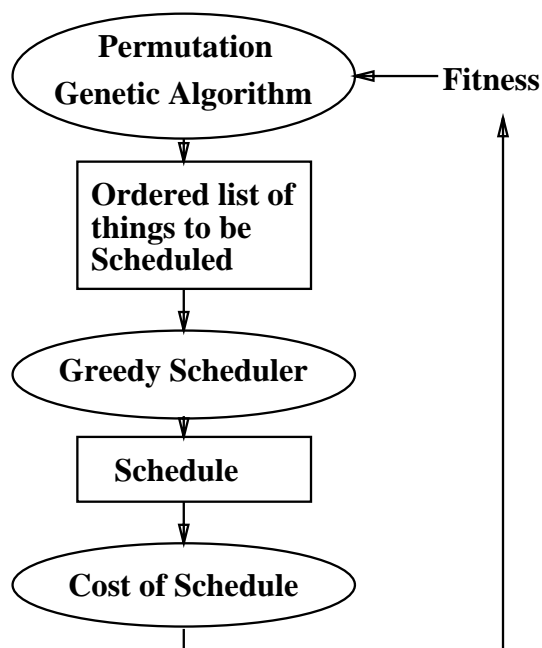 Permutation
Genetic Algorithm
Fitness
Ordered list of
things to be
Scheduled
Greedy Scheduler
Schedule
Cost of Schedule